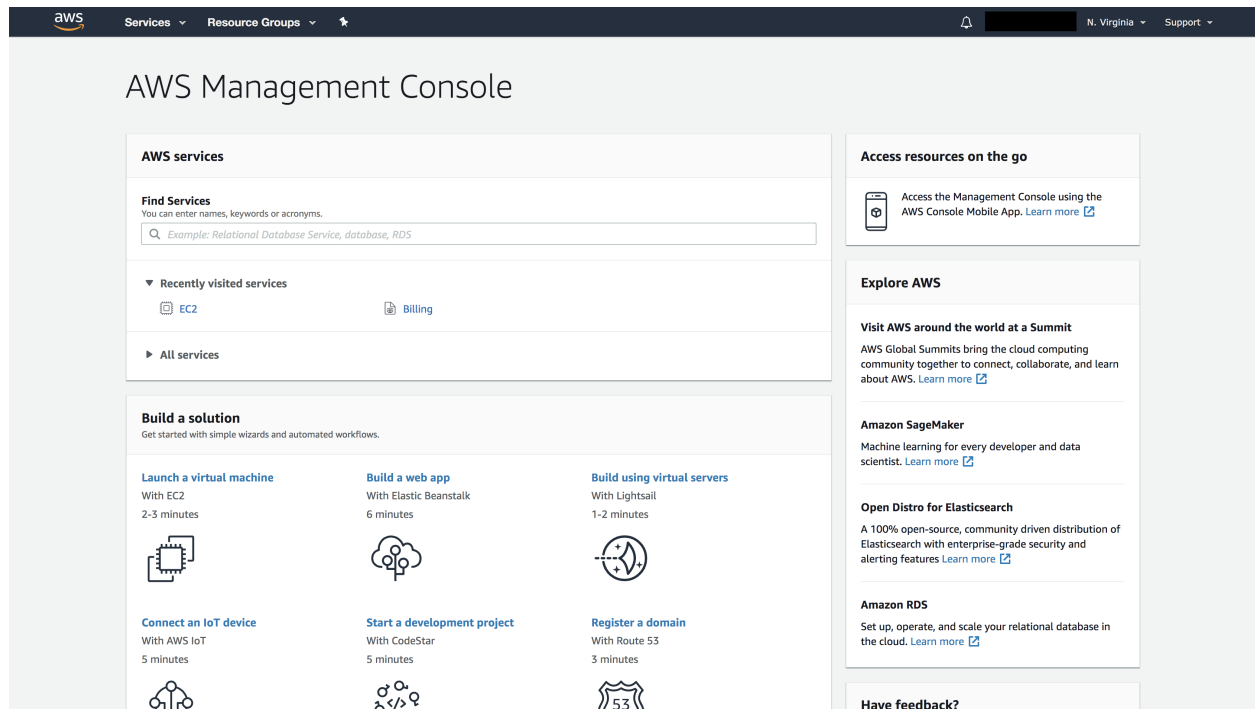 aws
Services
Resource Groups
N. Virginia
Support
AWS Management Console
AWS services
Find Services
You can enter names, keywords or acronyms.
Example: Relational Database Service, database, RDS
Recently visited services
EC2
Billing
All services
Build a solution
Get started with simple wizards and automated workflows.
Launch a virtual machine
With EC2
2-3 minutes
Build a web app
With Elastic Beanstalk
6 minutes
Build using virtual servers
With Lightsail
1-2 minutes
Connect an IoT device
With AWS IoT
5 minutes
Start a development project
With CodeStar
5 minutes
</>
Register a domain
With Route 53
3 minutes
53
Access resources on the go
Access the Management Console using the
AWS Console Mobile App. Learn more
Explore AWS
Visit AWS around the world at a Summit
AWS Global Summits bring the cloud computing
community together to connect, collaborate, and learn
about AWS. Learn more
Amazon SageMaker
Machine learning for every developer and data
scientist. Learn more
Open Distro for Elasticsearch
A 100% open-source, community driven distribution of
Elasticsearch with enterprise-grade security and
alerting features Learn more
Amazon RDS
Set up, operate, and scale your relational database in
the cloud. Learn more
Have feedback?